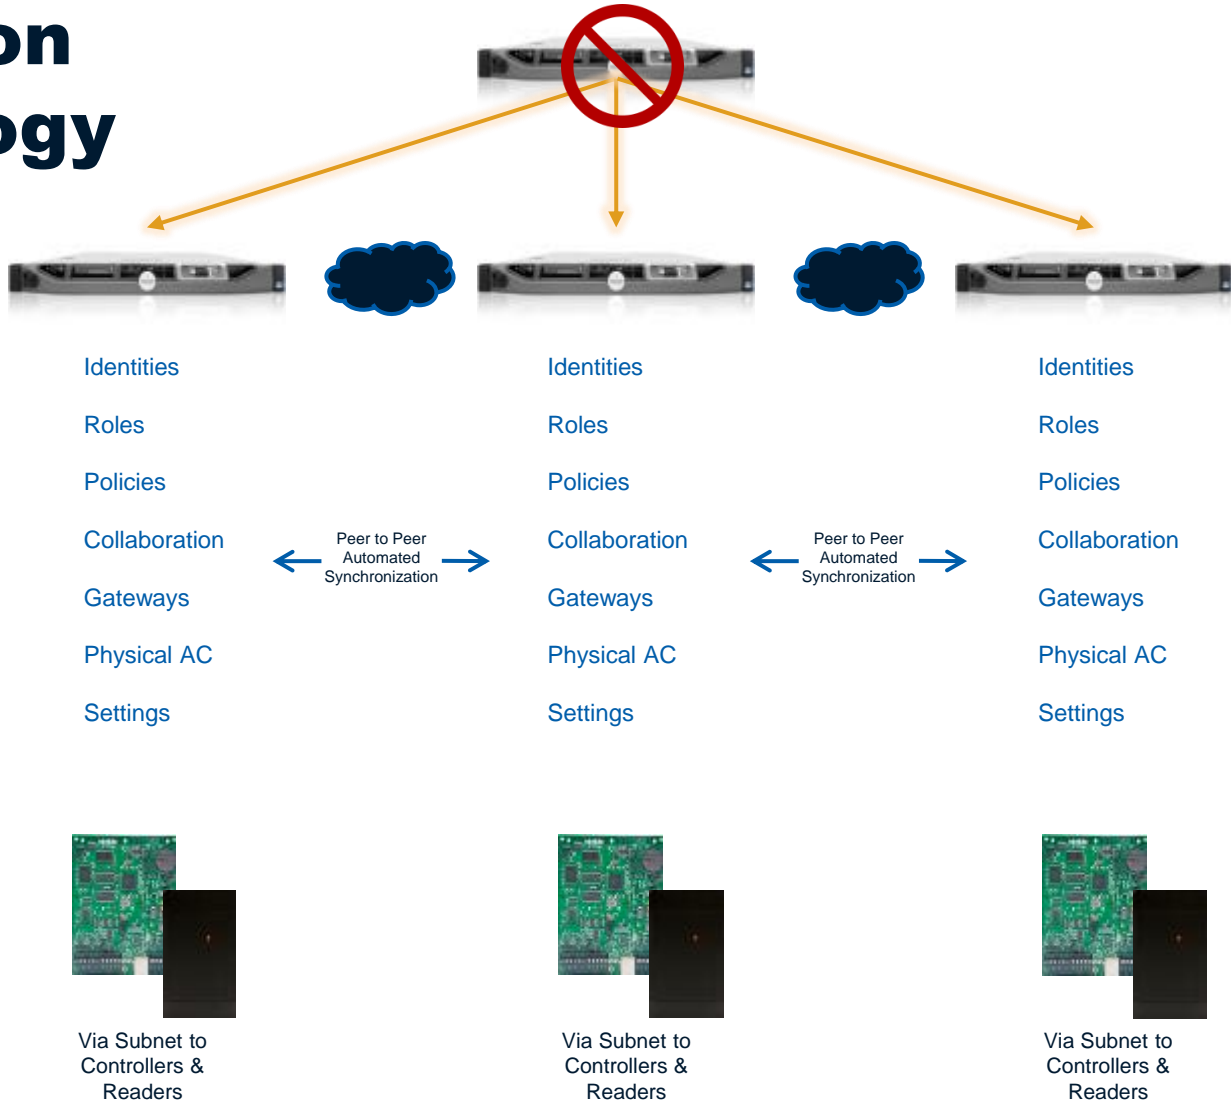 on
ogy
Identities
Roles
Policies
Collaboration
Gateways
Physical AC
Settings
Peer to Peer
Automated
Synchronization
Identities
Roles
Policies
Collaboration
Gateways
Physical AC
Settings
Peer to Peer
Automated
Synchronization
Identities
Roles
Policies
Collaboration
Gateways
Physical AC
Settings
Via Subnet to
Controllers &
Readers
Via Subnet to
Controllers &
Readers
Via Subnet to
Controllers &
Readers